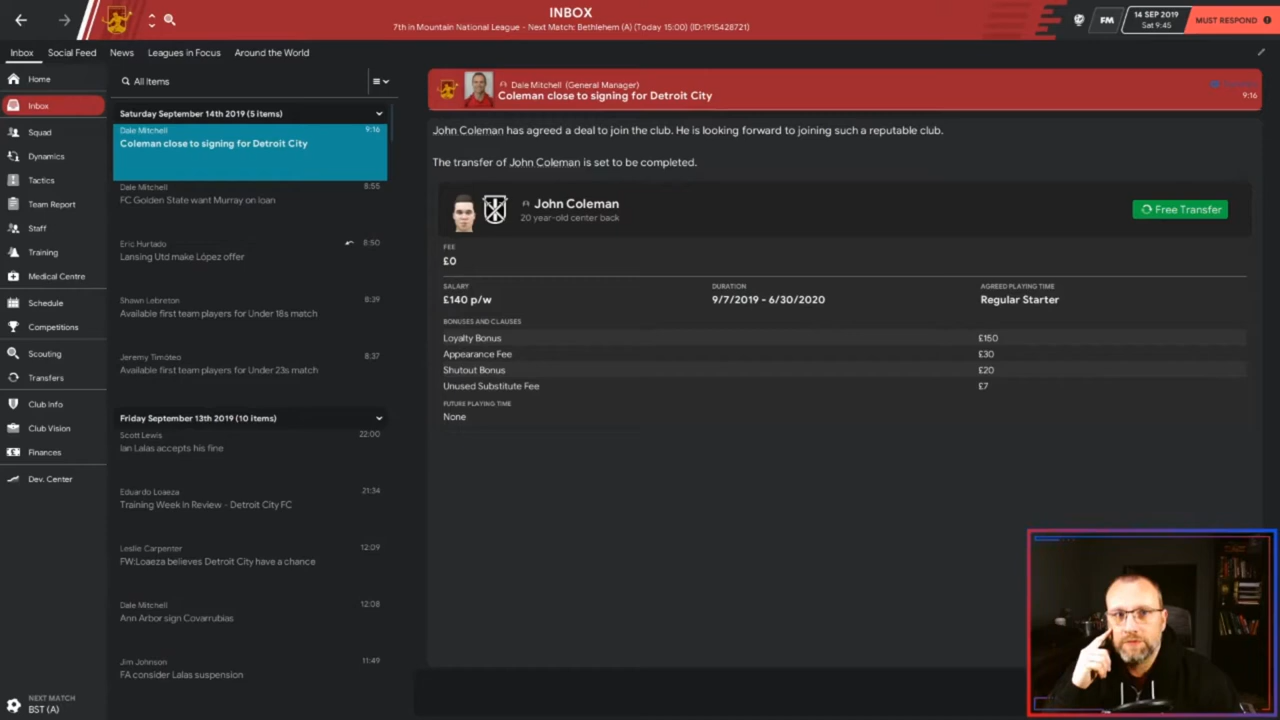 INBOX
7th in Mountain National League - Next Match: Bethlehem (A) (Today 15:00) (ID:1915428751)
FM
14 SEP 2019
Sat 9:45
MUST RESPOND
Inbox
Social Feed
News
Leagues in Focus
Around the World
Home
Inbox
Squad
Dynamics
Tactics
Team Report
Staff
Training
Medical Centre
Schedule
Competitions
Scouting
Transfers
Club Info
Club Vision
Finances
Dev. Center
NEXT MATCH
BST (A)
All Items
Saturday September 14th 2019 (5 items)
Dale Mitchell 9:16
Coleman close to signing for Detroit City
Dale Mitchell 8:55
FC Golden State want Murray on loan
Eric Hurtado 8:50
Lansing Utd make López offer
Shawn Lebreton 8:39
Available first team players for Under 18s match
Jeremy Timoteo 8:37
Available first team players for Under 23s match
Friday September 13th 2019 (10 items)
Scott Lewis 22:00
Ian Lalas accepts his fine
Eduardo Loaeza 21:34
Training Week In Review - Detroit City FC
Leslie Carpenter 12:09
FW:Loaeza believes Detroit City have a chance
Dale Mitchell 12:08
Ann Arbor sign Covarrubias
Jim Johnson 11:49
FA consider Lalas suspension
Dale Mitchell (General Manager)
Coleman close to signing for Detroit City
9:16
John Coleman has agreed a deal to join the club. He is looking forward to joining such a reputable club.
The transfer of John Coleman is set to be completed.
John Coleman
20 year-old center back
Free Transfer
FEE
£0
SALARY DURATION AGREED PLAYING TIME
£140 p/w 9/7/2019 - 6/30/2020 Regular Starter
BONUSES AND CLAUSES
Loyalty Bonus £150
Appearance Fee £30
Shutout Bonus £20
Unused Substitute Fee £7
FUTURE PLAYING TIME
None